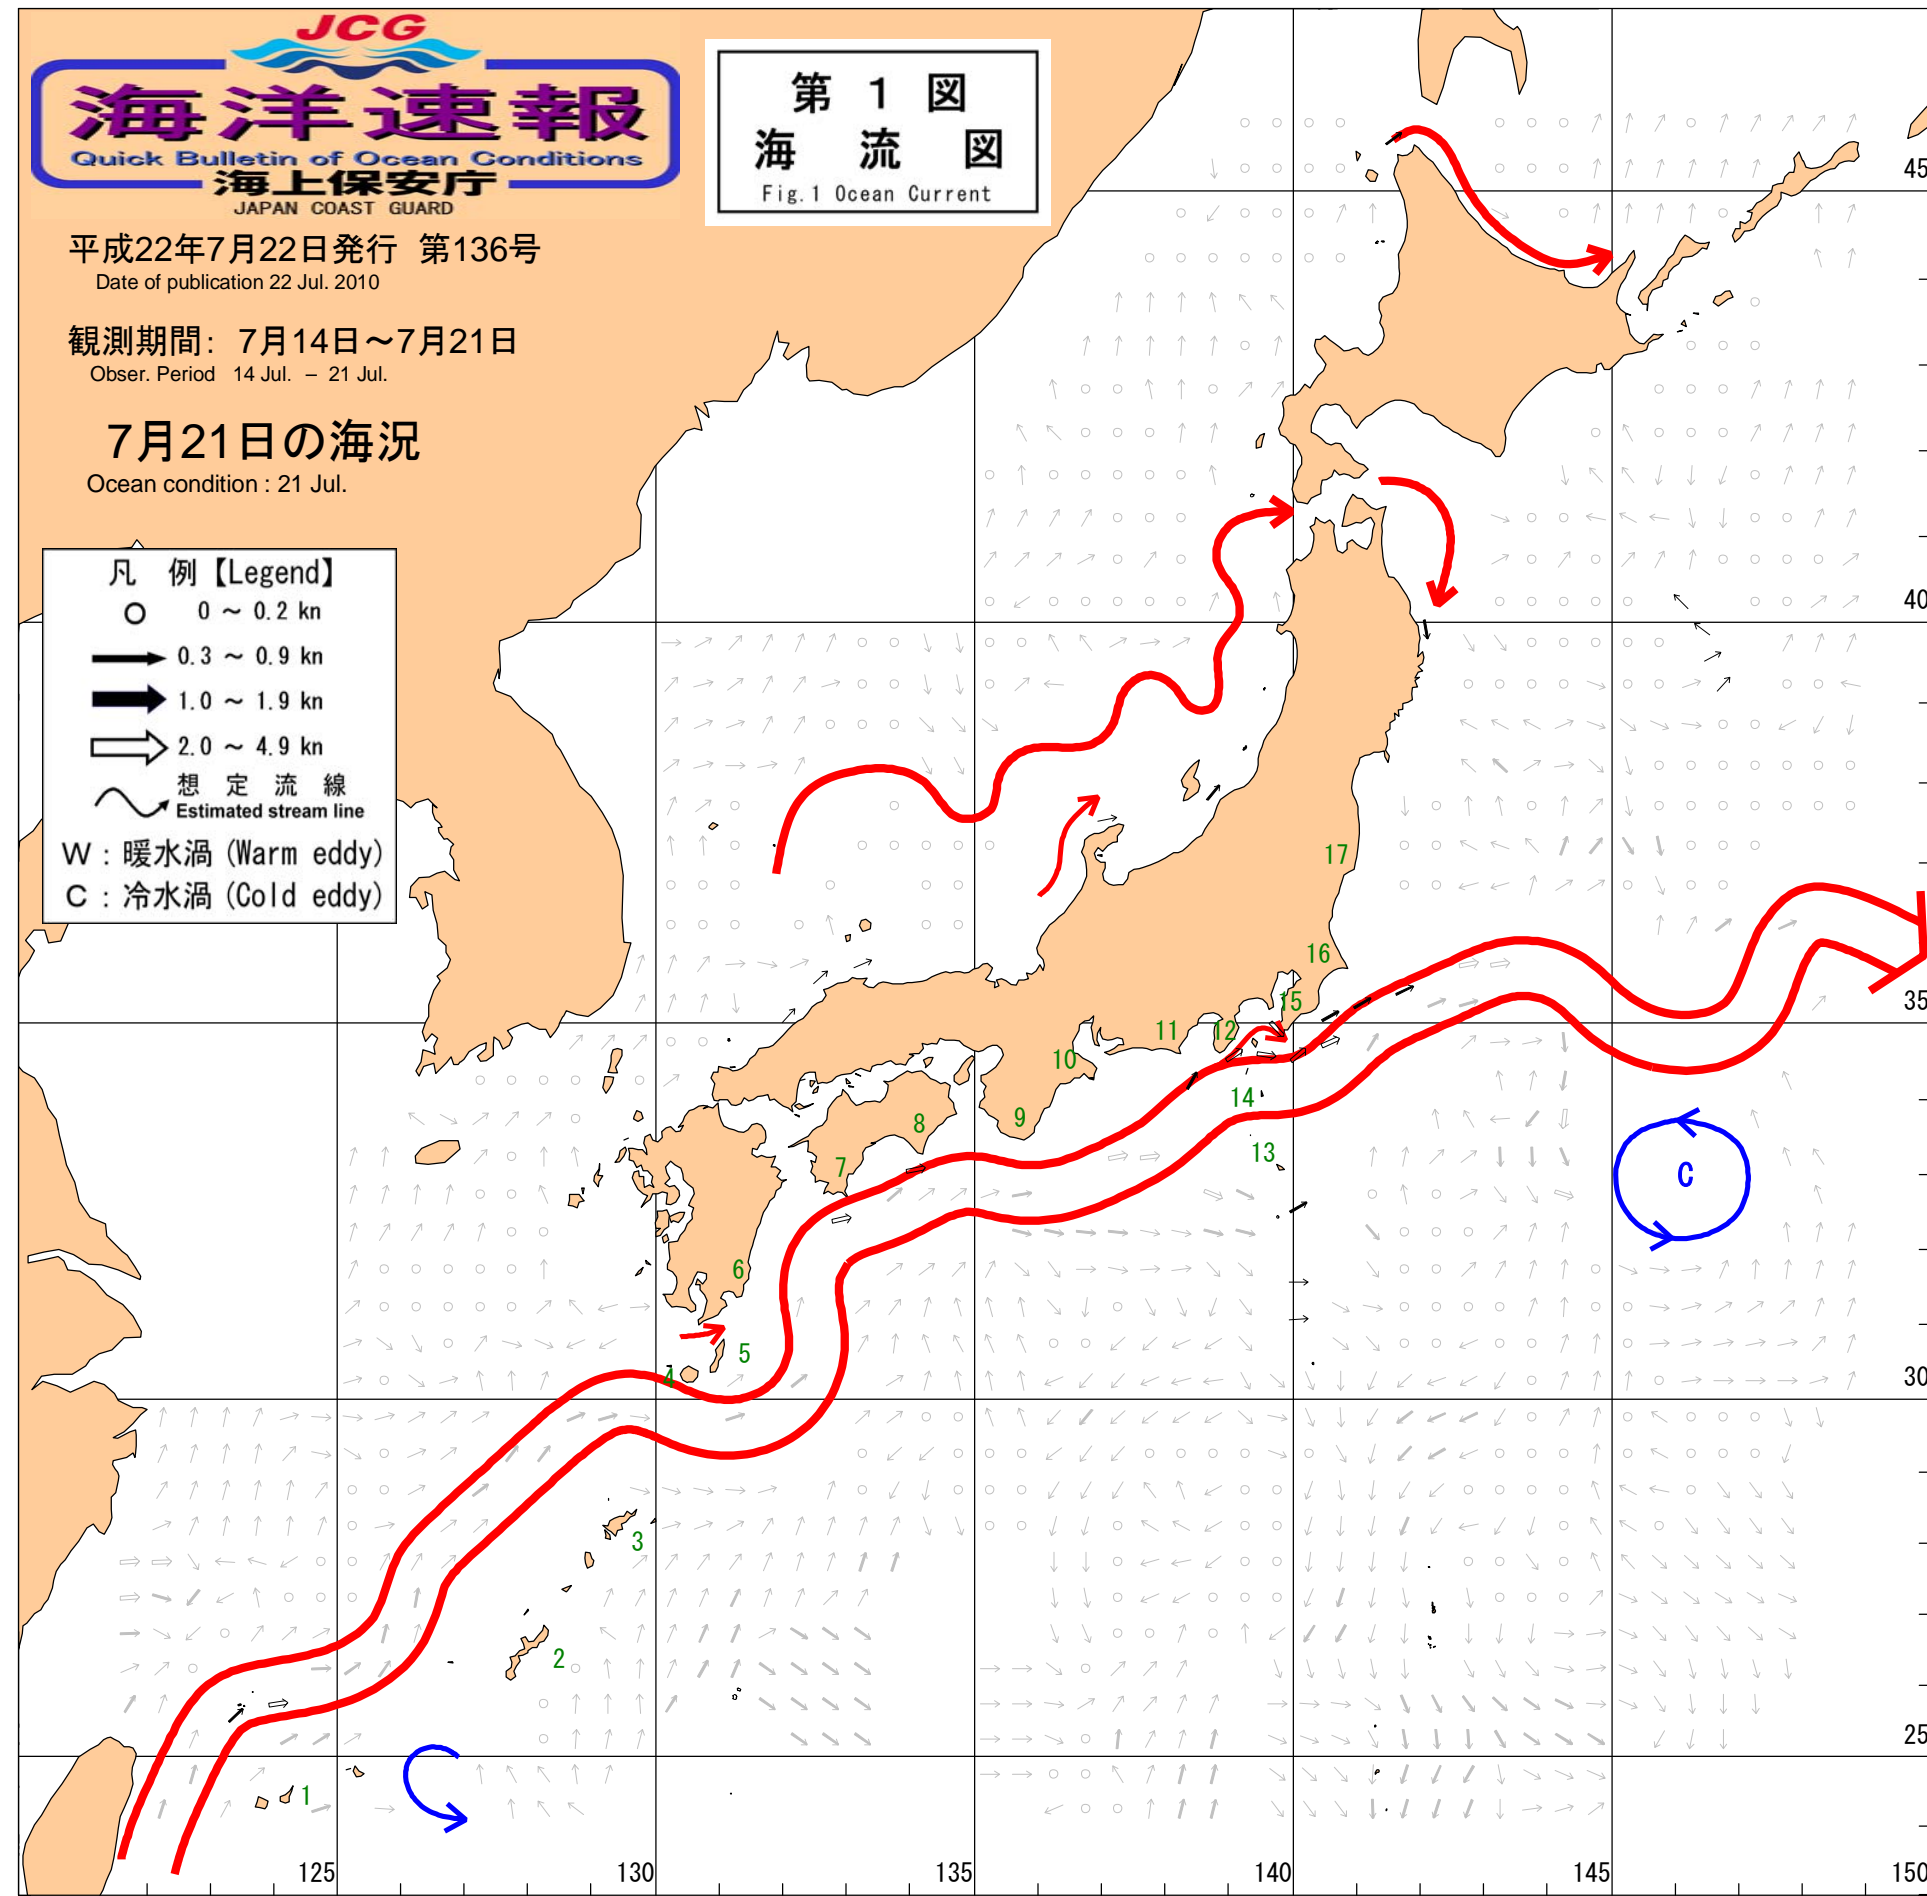 JCG
海洋速報
Quick Bulletin of Ocean Conditions
海上保安庁
JAPAN COAST GUARD
第 1 図
海 流 図
Fig.1 Ocean Current
平成22年7月22日発行 第136号
Date of publication 22 Jul. 2010
観測期間: 7月14日～7月21日
Obser. Period 14 Jul. – 21 Jul.
7月21日の海況
Ocean condition : 21 Jul.
凡 例【Legend】
0 ～ 0.2 kn
0.3 ～ 0.9 kn
1.0 ～ 1.9 kn
2.0 ～ 4.9 kn
想 定 流 線
Estimated stream line
W : 暖水渦 (Warm eddy)
C : 冷水渦 (Cold eddy)
45
40
35
30
25
17
16
15
12
11
10
14
9
8
13
7
C
6
5
4
3
2
1
125
130
135
140
145
150